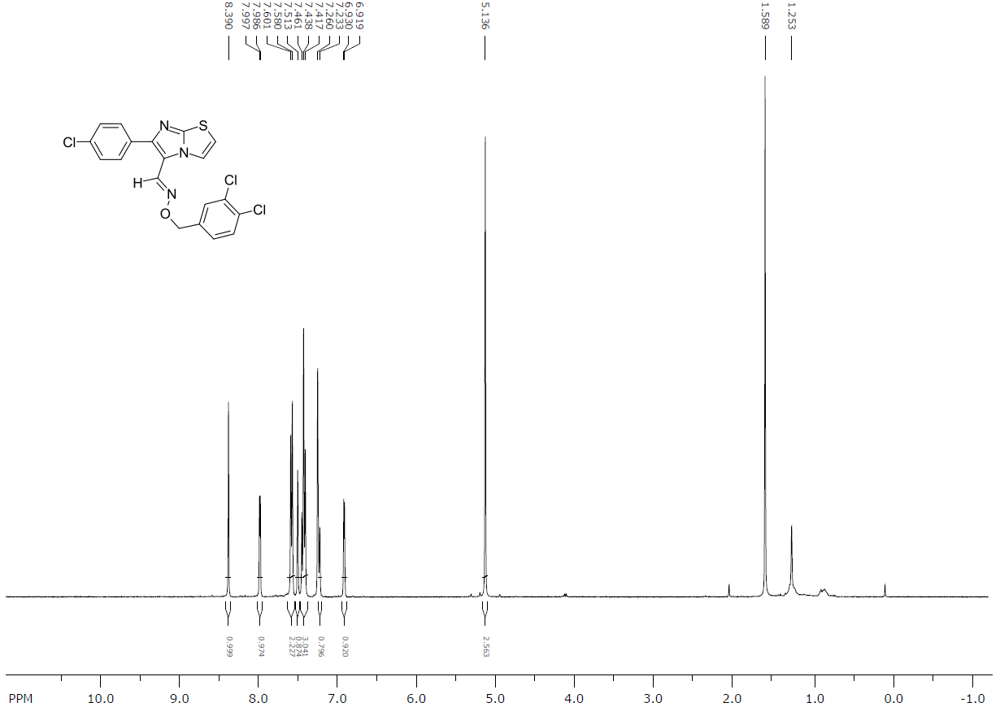 8.390
7.997
7.986
7.601
7.580
7.513
7.461
7.438
7.417
7.260
7.233
6.930
6.919
5.136
1.589
1.253
N
S
Cl
N
H
N
O
Cl
Cl
0.999
0.974
2.227
0.874
3.041
0.796
0.920
2.563
PPM 10.0 9.0 8.0 7.0 6.0 5.0 4.0 3.0 2.0 1.0 0.0 -1.0